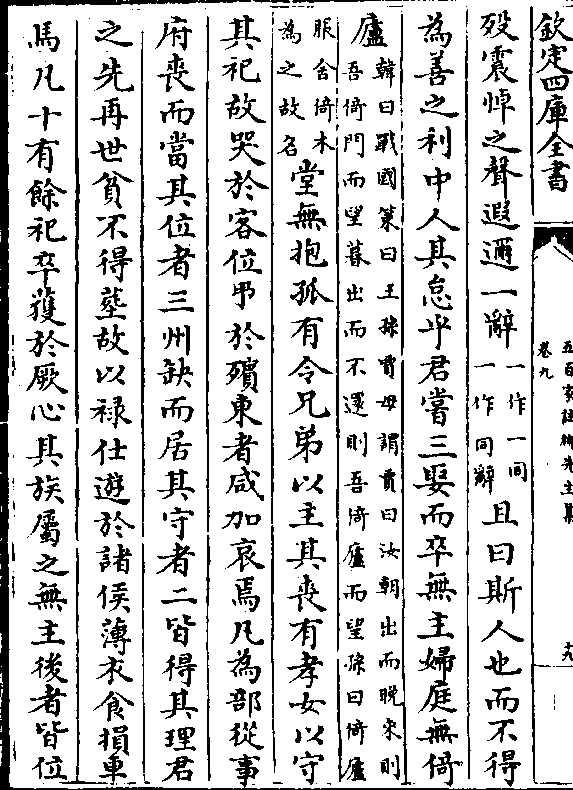 欽定四庫全書
五百家註柳先生集
卷九
十九
殁震悼之聲遐邇一辭一作一同一作同辭且曰斯人也而不得
為善之利中人其怠乎君嘗三娶而卒無主婦庭無倚
廬韓曰戰國策曰王孫賈母謂賈曰汝朝出而晚來則吾倚門而望暮出而不還則吾倚廬而望孫曰倚廬
服舍倚木為之故名堂無抱孤有令兄弟以主其喪有孝女以守
其祀故哭於客位弔於殯東者咸加哀焉凡為部從事
府喪而當其位者三州缺而居其守者二皆得其理君
之先再世貧不得塟故以禄仕遊於諸侯薄衣食損車
馬凡十有餘祀卒獲於厥心其族屬之無主後者皆位